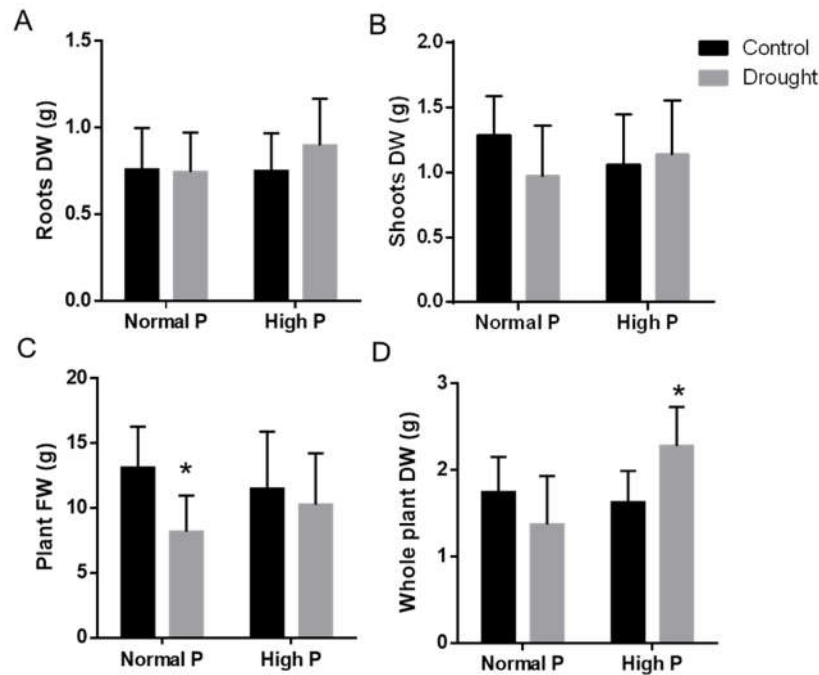 A
Roots DW (g)
1.5
1.0
0.5
0.0
Normal P
High P
B
Shoots DW (g)
2.0
1.5
1.0
0.5
0.0
Normal P
High P
Control
Drought
C
Plant FW (g)
20
15
10
5
0
*
Normal P
High P
D
Whole plant DW (g)
3
2
1
0
*
Normal P
High P